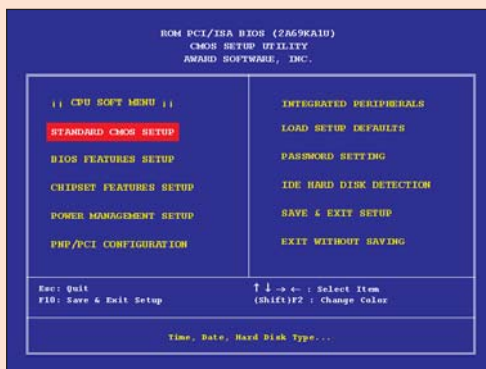 ROM PCI/ISA BIOS (2A69KA1U)
CMOS SETUP UTILITY
AWARD SOFTWARE, INC.
¡¡ CPU SOFT MENU ¡¡
STANDARD CMOS SETUP
BIOS FEATURES SETUP
CHIPSET FEATURES SETUP
POWER MANAGEMENT SETUP
PNP/PCI CONFIGURATION
INTEGRATED PERIPHERALS
LOAD SETUP DEFAULTS
PASSWORD SETTING
IDE HARD DISK DETECTION
SAVE & EXIT SETUP
EXIT WITHOUT SAVING
Esc: Quit
F10: Save & Exit Setup
↑ ↓ → ← : Select Item
(Shift)F2 : Change Color
Time, Date, Hard Disk Type...